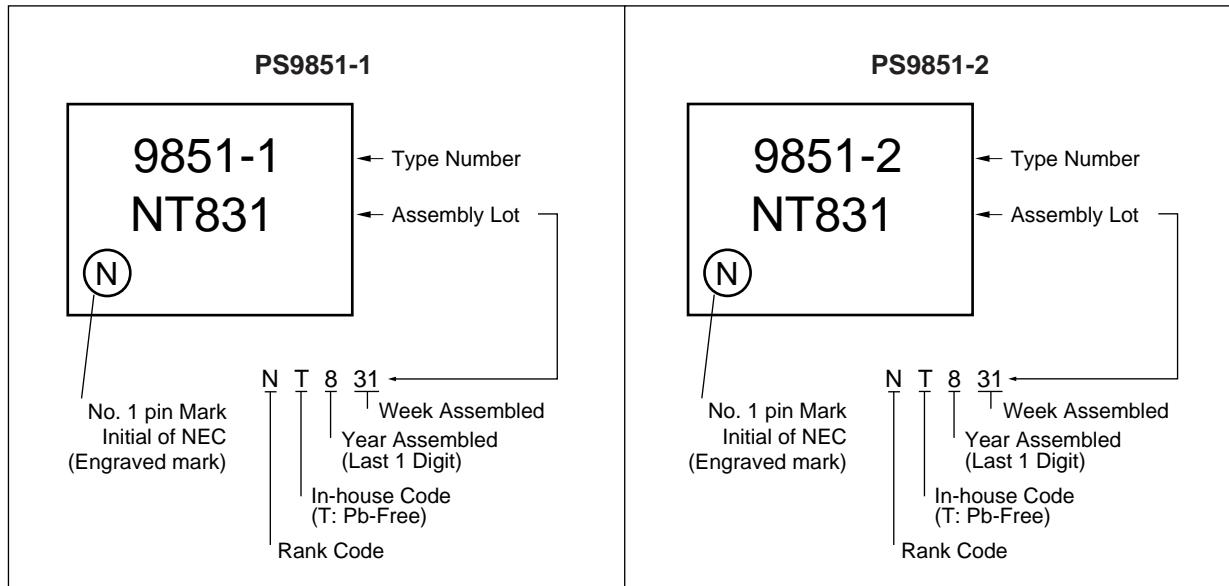 PS9851-1
9851-1
NT831
N
Type Number
Assembly Lot
N T 8 31
Week Assembled
Year Assembled
(Last 1 Digit)
In-house Code
(T: Pb-Free)
Rank Code
No. 1 pin Mark
Initial of NEC
(Engraved mark)
PS9851-2
9851-2
NT831
N
Type Number
Assembly Lot
N T 8 31
Week Assembled
Year Assembled
(Last 1 Digit)
In-house Code
(T: Pb-Free)
Rank Code
No. 1 pin Mark
Initial of NEC
(Engraved mark)